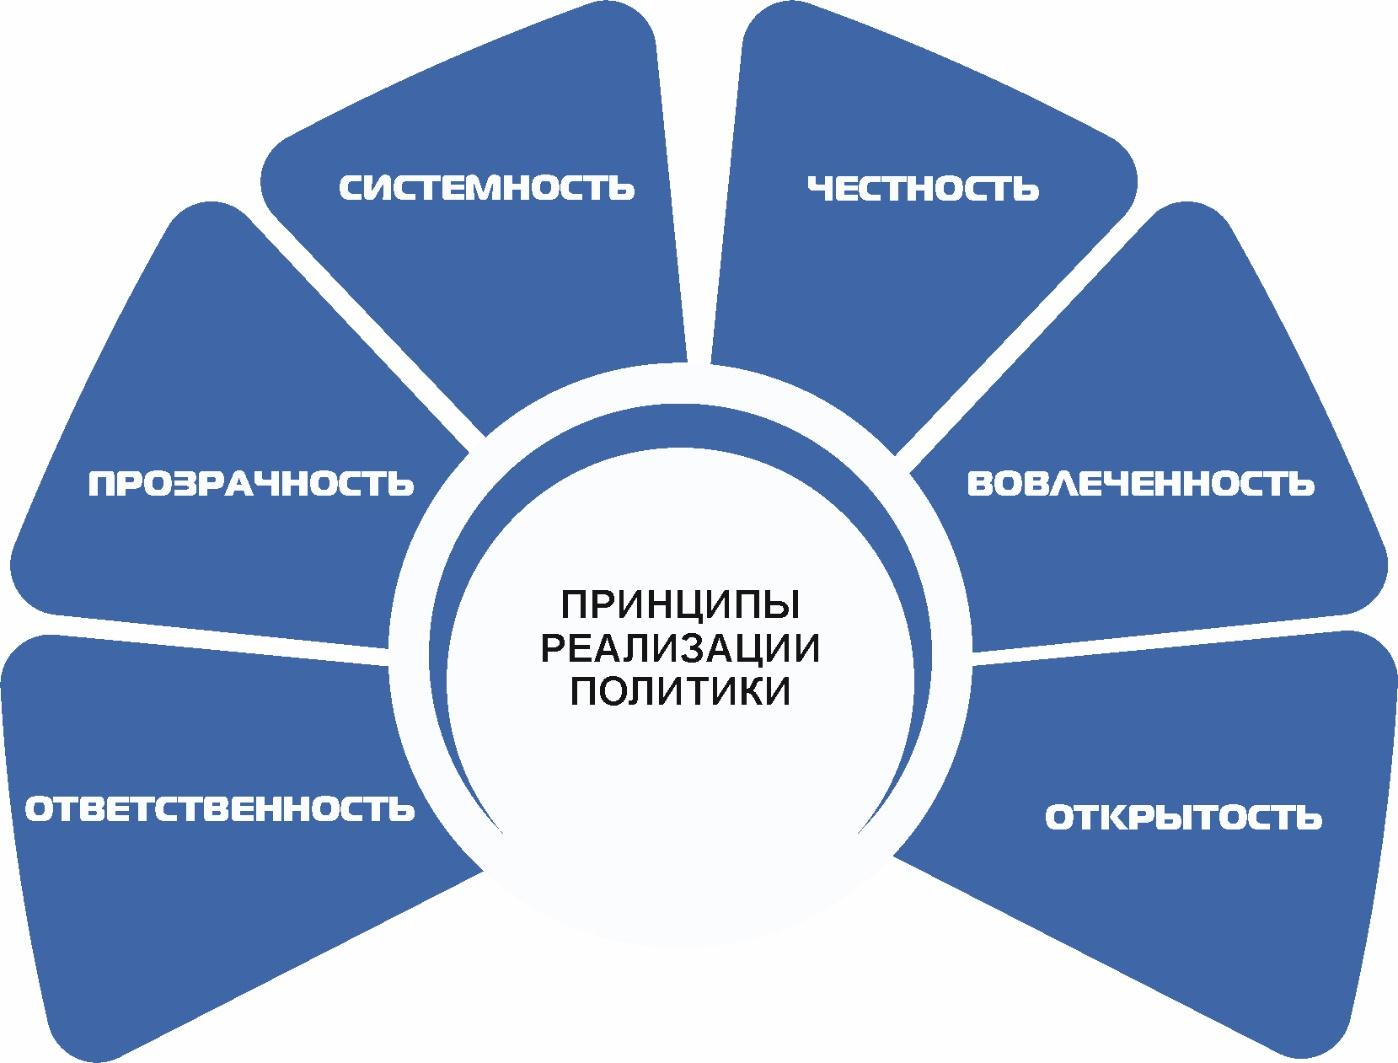 СИСТЕМНОСТЬ
ЧЕСТНОСТЬ
ПРОЗРАЧНОСТЬ
ВОВЛЕЧЕННОСТЬ
ПРИНЦИПЫ
РЕАЛИЗАЦИИ
ПОЛИТИКИ
ОТВЕТСТВЕННОСТЬ
ОТКРЫТОСТЬ